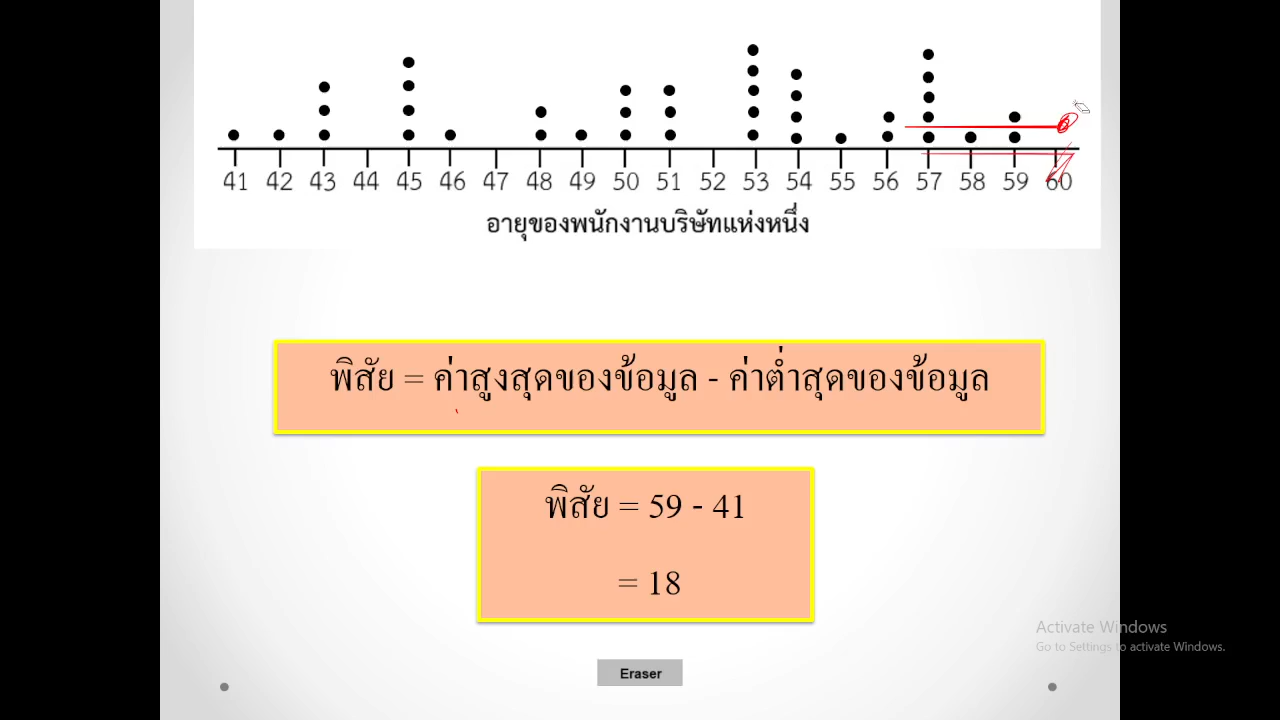 41 42 43 44 45 46 47 48 49 50 51 52 53 54 55 56 57 58 59 60
อายุของพนักงานบริษัทแห่งหนึ่ง
พิสัย = ค่าสูงสุดของข้อมูล - ค่าต่ำสุดของข้อมูล
พิสัย = 59 - 41
= 18
Activate Windows
Go to Settings to activate Windows.
Eraser